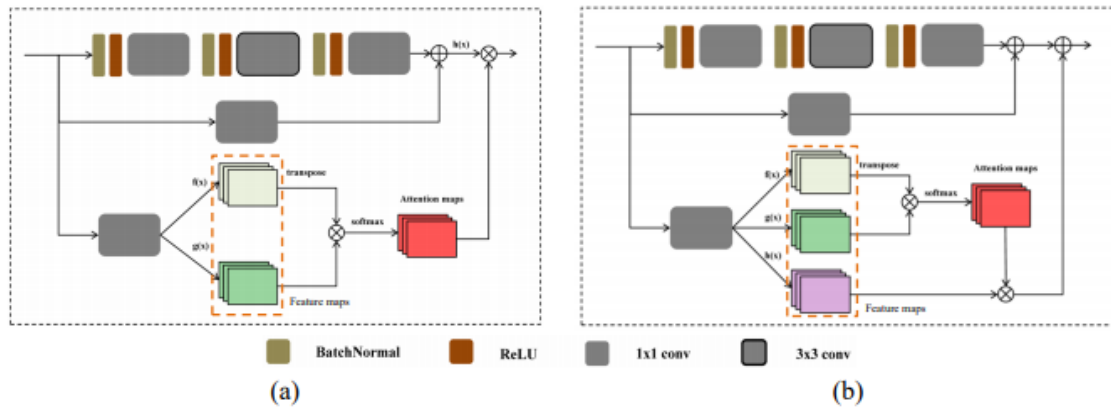 h(x)
f(x)
transpose
Attention maps
softmax
g(x)
Feature maps
f(x)
transpose
Attention maps
g(x)
softmax
h(x)
Feature maps
BatchNormal
ReLU
1x1 conv
3x3 conv
(a)
(b)